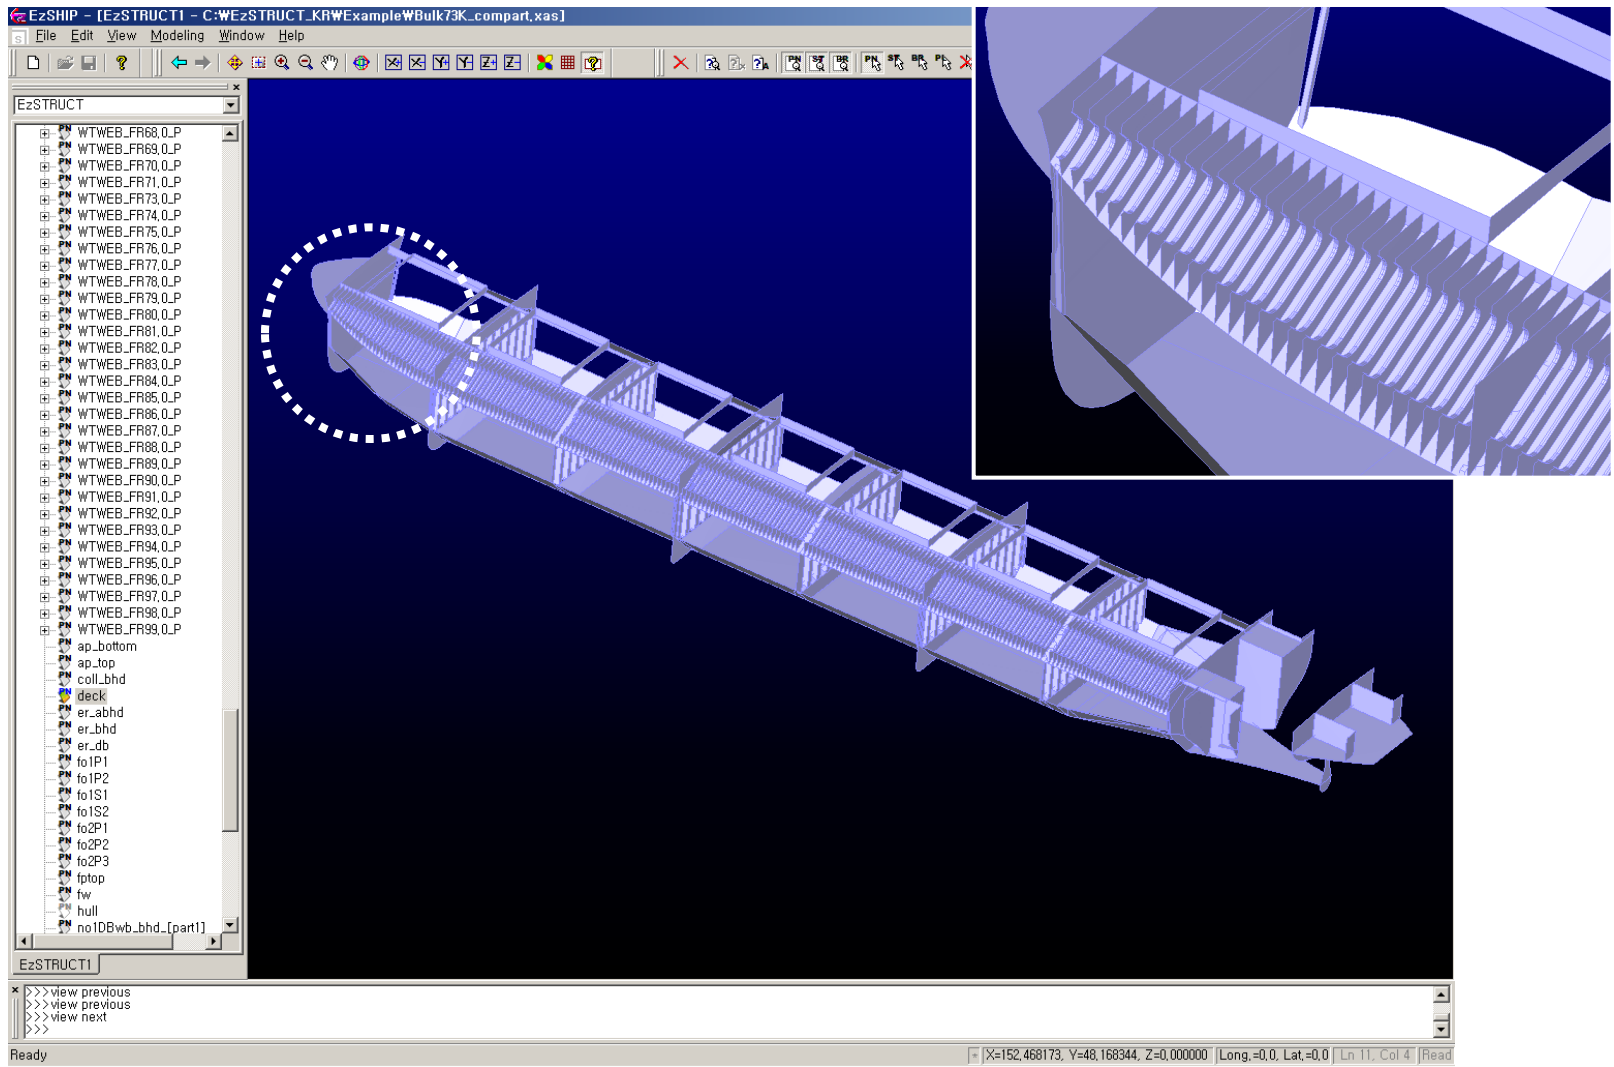 EzSHIP - [EzSTRUCT1 - C:₩EzSTRUCT_KR₩Example₩Bulk73K_compart.xas]
File Edit View Modeling Window Help
EzSTRUCT
WTWEB_FR68,0_P
WTWEB_FR69,0_P
WTWEB_FR70,0_P
WTWEB_FR71,0_P
WTWEB_FR73,0_P
WTWEB_FR74,0_P
WTWEB_FR75,0_P
WTWEB_FR76,0_P
WTWEB_FR77,0_P
WTWEB_FR78,0_P
WTWEB_FR79,0_P
WTWEB_FR80,0_P
WTWEB_FR81,0_P
WTWEB_FR82,0_P
WTWEB_FR83,0_P
WTWEB_FR84,0_P
WTWEB_FR85,0_P
WTWEB_FR86,0_P
WTWEB_FR87,0_P
WTWEB_FR88,0_P
WTWEB_FR89,0_P
WTWEB_FR90,0_P
WTWEB_FR91,0_P
WTWEB_FR92,0_P
WTWEB_FR93,0_P
WTWEB_FR94,0_P
WTWEB_FR95,0_P
WTWEB_FR96,0_P
WTWEB_FR97,0_P
WTWEB_FR98,0_P
WTWEB_FR99,0_P
ap_bottom
ap_top
coll_bhd
deck
er_abhd
er_bhd
er_db
fo1P1
fo1P2
fo1S1
fo1S2
fo2P1
fo2P2
fo2P3
fptop
fw
hull
no1DBwb_bhd_[part1]
EzSTRUCT1
>>>view previous
>>>view previous
>>>view next
>>>
Ready
X=152,468173, Y=48,168344, Z=0,000000 Long,=0,0, Lat,=0,0 Ln 11, Col 4 Read